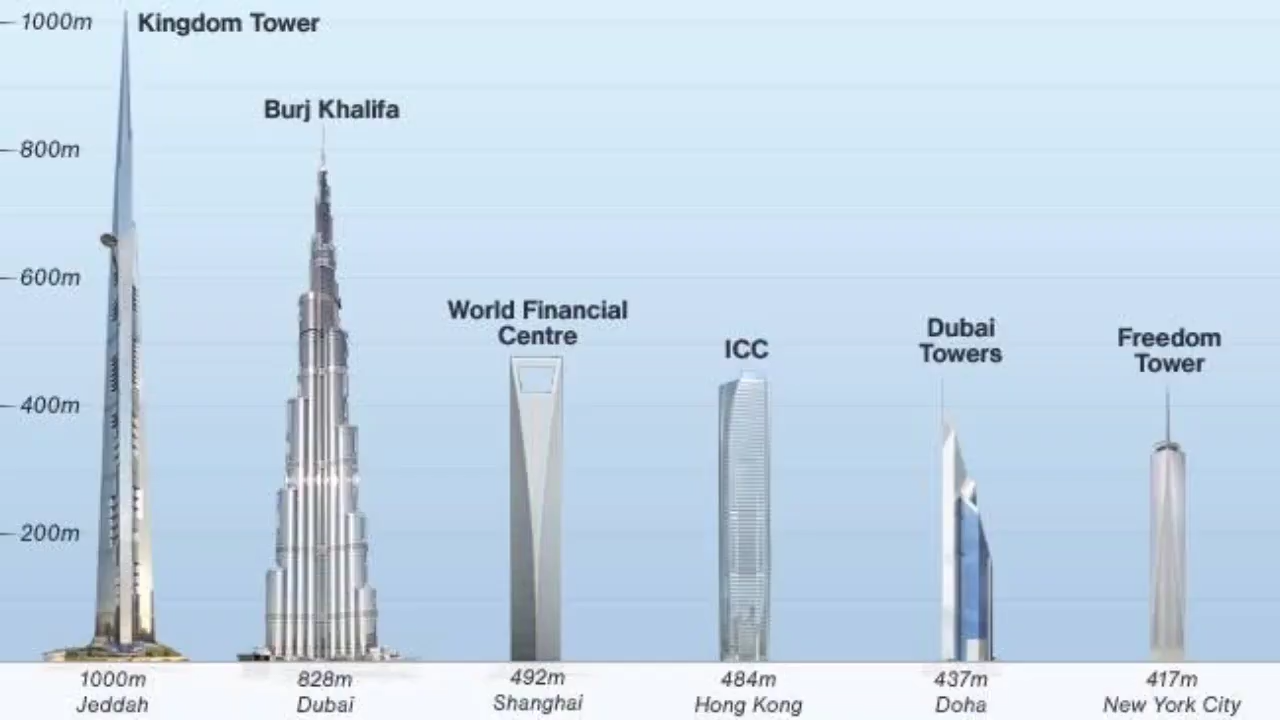 1000m
Kingdom Tower
Burj Khalifa
800m
600m
World Financial
Centre
ICC
Dubai
Towers
Freedom
Tower
400m
200m
1000m
Jeddah
828m
Dubai
492m
Shanghai
484m
Hong Kong
437m
Doha
417m
New York City